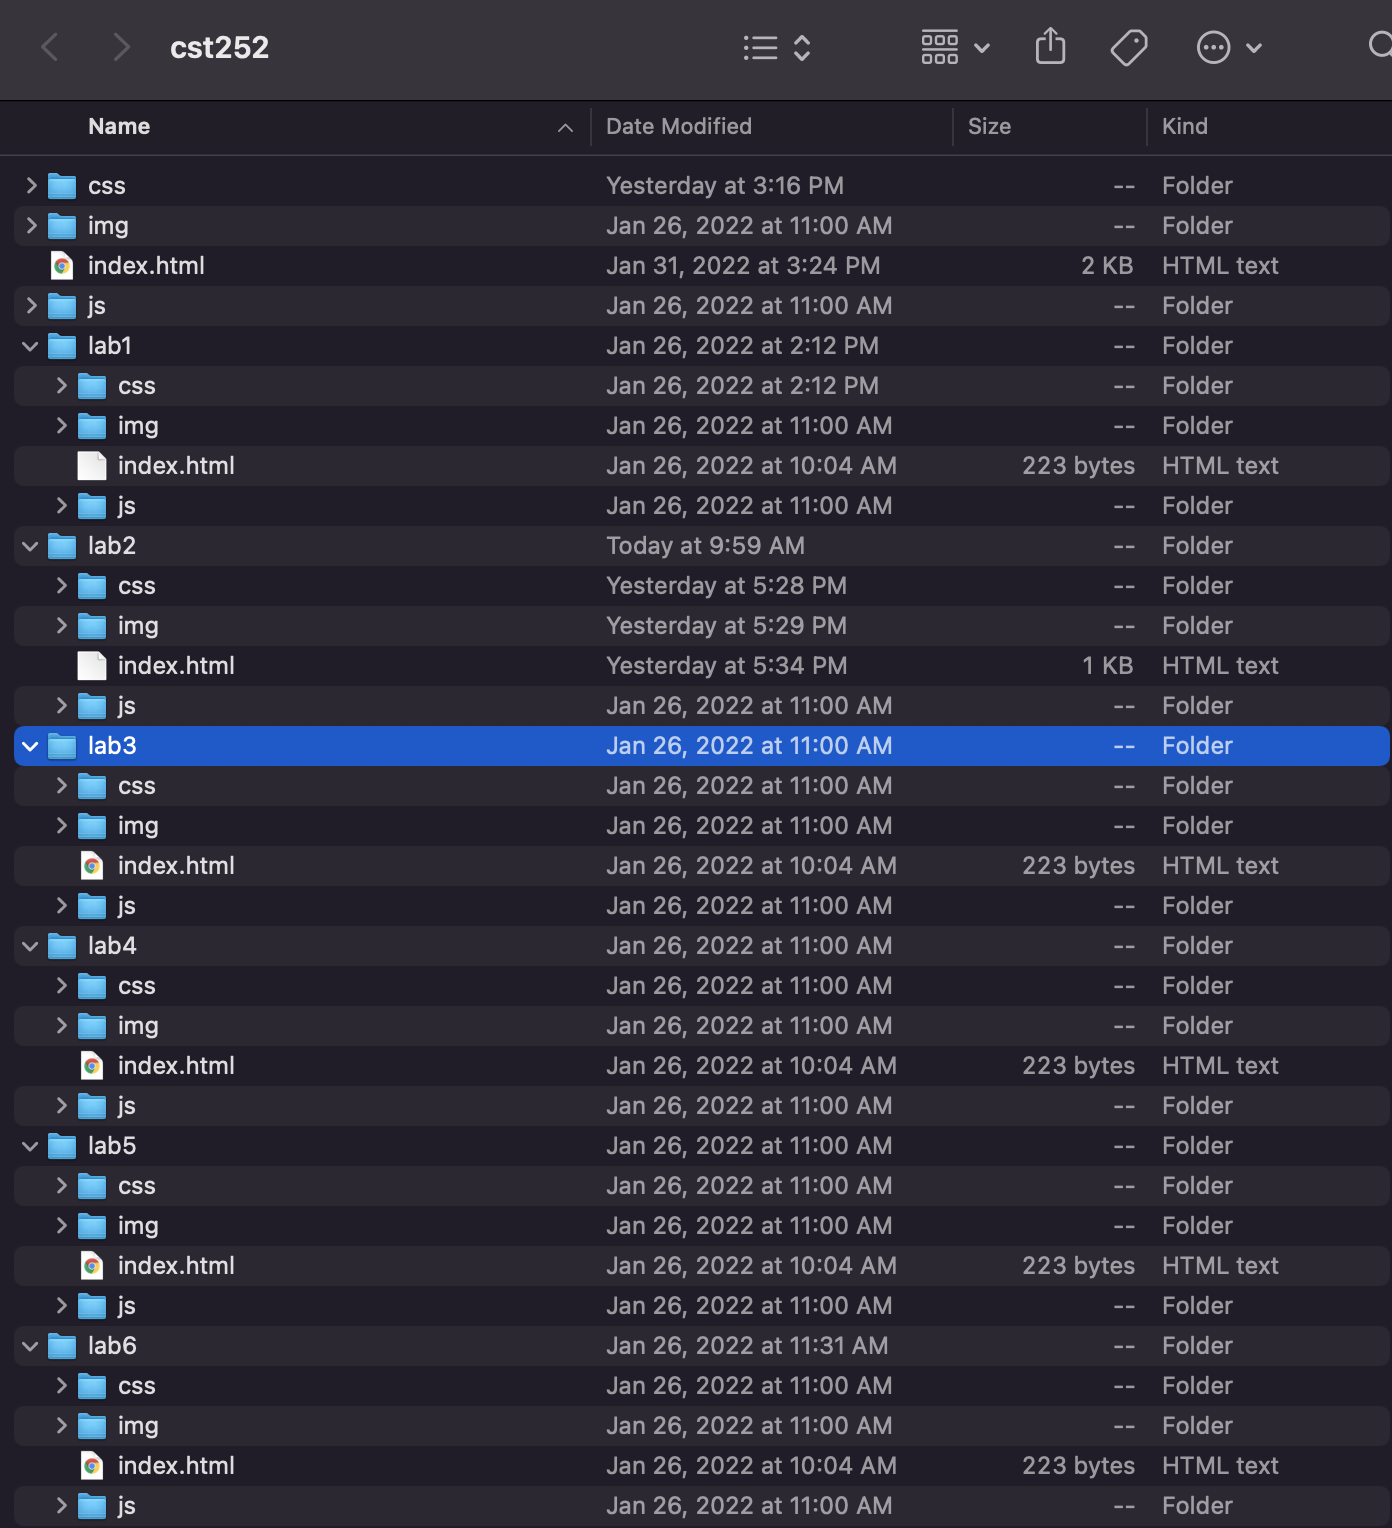 cst252
Name Date Modified Size Kind
css Yesterday at 3:16 PM -- Folder
img Jan 26, 2022 at 11:00 AM -- Folder
index.html Jan 31, 2022 at 3:24 PM 2 KB HTML text
js Jan 26, 2022 at 11:00 AM -- Folder
lab1 Jan 26, 2022 at 2:12 PM -- Folder
css Jan 26, 2022 at 2:12 PM -- Folder
img Jan 26, 2022 at 11:00 AM -- Folder
index.html Jan 26, 2022 at 10:04 AM 223 bytes HTML text
js Jan 26, 2022 at 11:00 AM -- Folder
lab2 Today at 9:59 AM -- Folder
css Yesterday at 5:28 PM -- Folder
img Yesterday at 5:29 PM -- Folder
index.html Yesterday at 5:34 PM 1 KB HTML text
js Jan 26, 2022 at 11:00 AM -- Folder
lab3 Jan 26, 2022 at 11:00 AM -- Folder
css Jan 26, 2022 at 11:00 AM -- Folder
img Jan 26, 2022 at 11:00 AM -- Folder
index.html Jan 26, 2022 at 10:04 AM 223 bytes HTML text
js Jan 26, 2022 at 11:00 AM -- Folder
lab4 Jan 26, 2022 at 11:00 AM -- Folder
css Jan 26, 2022 at 11:00 AM -- Folder
img Jan 26, 2022 at 11:00 AM -- Folder
index.html Jan 26, 2022 at 10:04 AM 223 bytes HTML text
js Jan 26, 2022 at 11:00 AM -- Folder
lab5 Jan 26, 2022 at 11:00 AM -- Folder
css Jan 26, 2022 at 11:00 AM -- Folder
img Jan 26, 2022 at 11:00 AM -- Folder
index.html Jan 26, 2022 at 10:04 AM 223 bytes HTML text
js Jan 26, 2022 at 11:00 AM -- Folder
lab6 Jan 26, 2022 at 11:31 AM -- Folder
css Jan 26, 2022 at 11:00 AM -- Folder
img Jan 26, 2022 at 11:00 AM -- Folder
index.html Jan 26, 2022 at 10:04 AM 223 bytes HTML text
js Jan 26, 2022 at 11:00 AM -- Folder